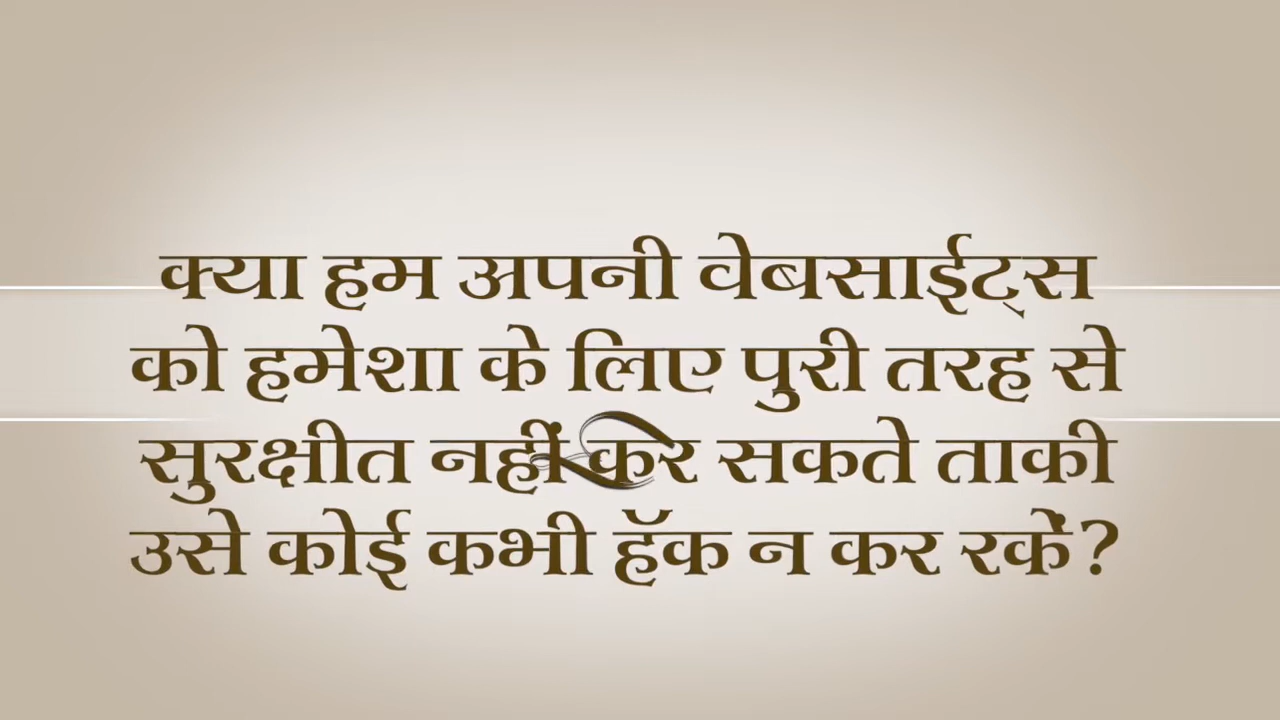 क्या हम अपनी वेबसाईट्स
को हमेशा के लिए पुरी तरह से
सुरक्षीत नहीं कर सकते ताकी
उसे कोई कभी हॅक न कर रकें?